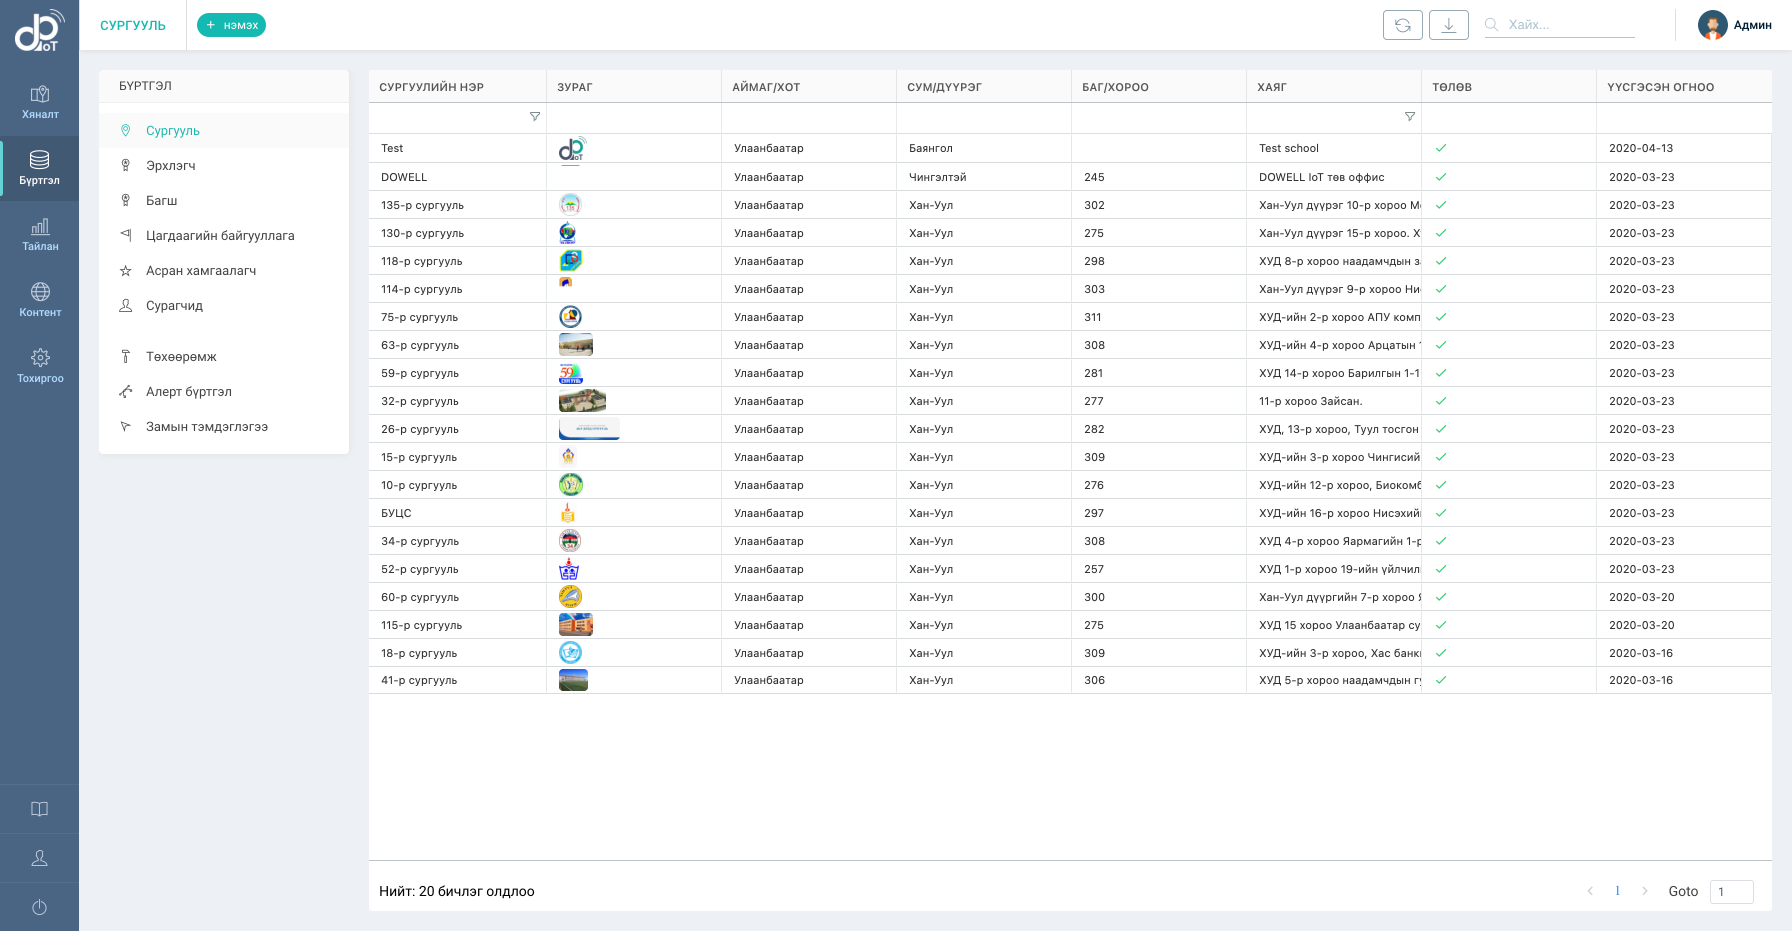 dp IoT
СУРГУУЛЬ
+ нэмэх
Хайх...
Админ
Хяналт
Бүртгэл
Тайлан
Контент
Тохиргоо
БҮРТГЭЛ
Сургууль
Эрхлэгч
Багш
Цагдаагийн байгууллага
Асран хамгаалагч
Сурагчид
Төхөөрөмж
Алерт бүртгэл
Замын тэмдэглэгээ
СУРГУУЛИЙН НЭР ЗУРАГ АЙМАГ/ХОТ СУМ/ДҮҮРЭГ БАГ/ХОРОО ХАЯГ ТӨЛӨВ ҮҮСГЭСЭН ОГНОО
Test Улаанбаатар Баянгол Test school 2020-04-13
DOWELL Улаанбаатар Чингэлтэй 245 DOWELL IoT төв оффис 2020-03-23
135-р сургууль Улаанбаатар Хан-Уул 302 Хан-Уул дүүрэг 10-р хороо 2020-03-23
130-р сургууль Улаанбаатар Хан-Уул 275 Хан-Уул дүүрэг 15-р хороо. 2020-03-23
118-р сургууль Улаанбаатар Хан-Уул 298 ХУД 8-р хороо наадамчдын 2020-03-23
114-р сургууль Улаанбаатар Хан-Уул 303 Хан-Уул дүүрэг 9-р хороо Ни 2020-03-23
75-р сургууль Улаанбаатар Хан-Уул 311 ХУД-ийн 2-р хороо АПУ комп 2020-03-23
63-р сургууль Улаанбаатар Хан-Уул 308 ХУД-ийн 4-р хороо Арцатын 2020-03-23
59-р сургууль 59 СУРГУУЛЬ Улаанбаатар Хан-Уул 281 ХУД 14-р хороо Барилгын 1-1 2020-03-23
32-р сургууль Улаанбаатар Хан-Уул 277 11-р хороо Зайсан. 2020-03-23
26-р сургууль Улаанбаатар Хан-Уул 282 ХУД, 13-р хороо, Туул тосгон 2020-03-23
15-р сургууль Улаанбаатар Хан-Уул 309 ХУД-ийн 3-р хороо Чингисий 2020-03-23
10-р сургууль Улаанбаатар Хан-Уул 276 ХУД-ийн 12-р хороо, Биокомб 2020-03-23
БУЦС Улаанбаатар Хан-Уул 297 ХУД-ийн 16-р хороо Нисэхий 2020-03-23
34-р сургууль Улаанбаатар Хан-Уул 308 ХУД 4-р хороо Яармагийн 1-р 2020-03-23
52-р сургууль Улаанбаатар Хан-Уул 257 ХУД 1-р хороо 19-ийн үйлчил 2020-03-23
60-р сургууль Улаанбаатар Хан-Уул 300 Хан-Уул дүүргийн 7-р хороо 2020-03-20
115-р сургууль Улаанбаатар Хан-Уул 275 ХУД 15 хороо Улаанбаатар су 2020-03-20
18-р сургууль Улаанбаатар Хан-Уул 309 ХУД-ийн 3-р хороо, Хас банк 2020-03-16
41-р сургууль Улаанбаатар Хан-Уул 306 ХУД 5-р хороо наадамчдын 2020-03-16
Нийт: 20 бичлэг олдлоо
< 1 > Goto 1